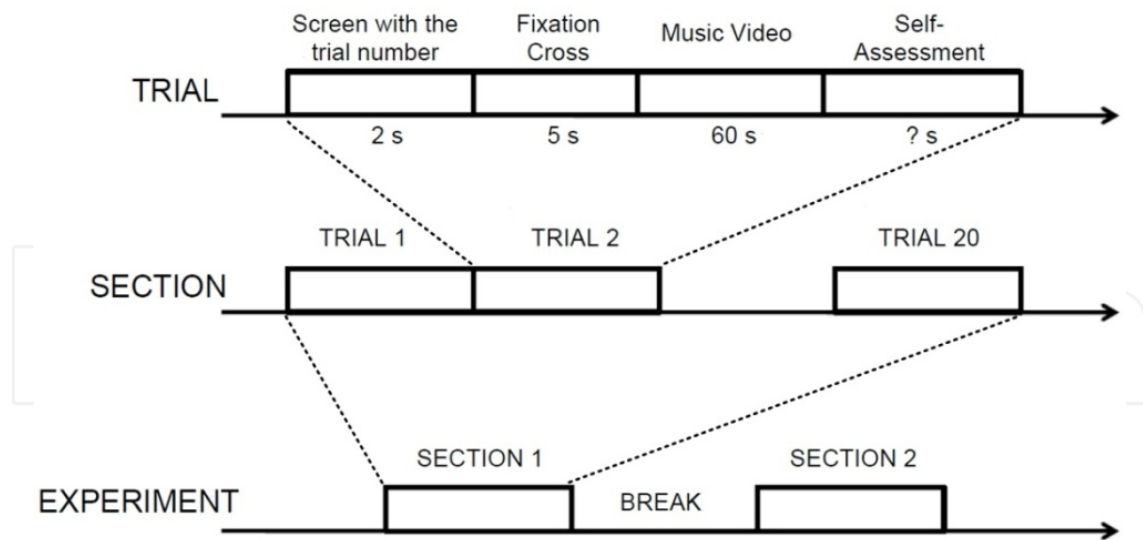 Screen with the
trial number
Fixation
Cross
Music Video
Self-
Assessment
TRIAL
2 s
5 s
60 s
? s
TRIAL 1
TRIAL 2
TRIAL 20
SECTION
SECTION 1
SECTION 2
EXPERIMENT
BREAK